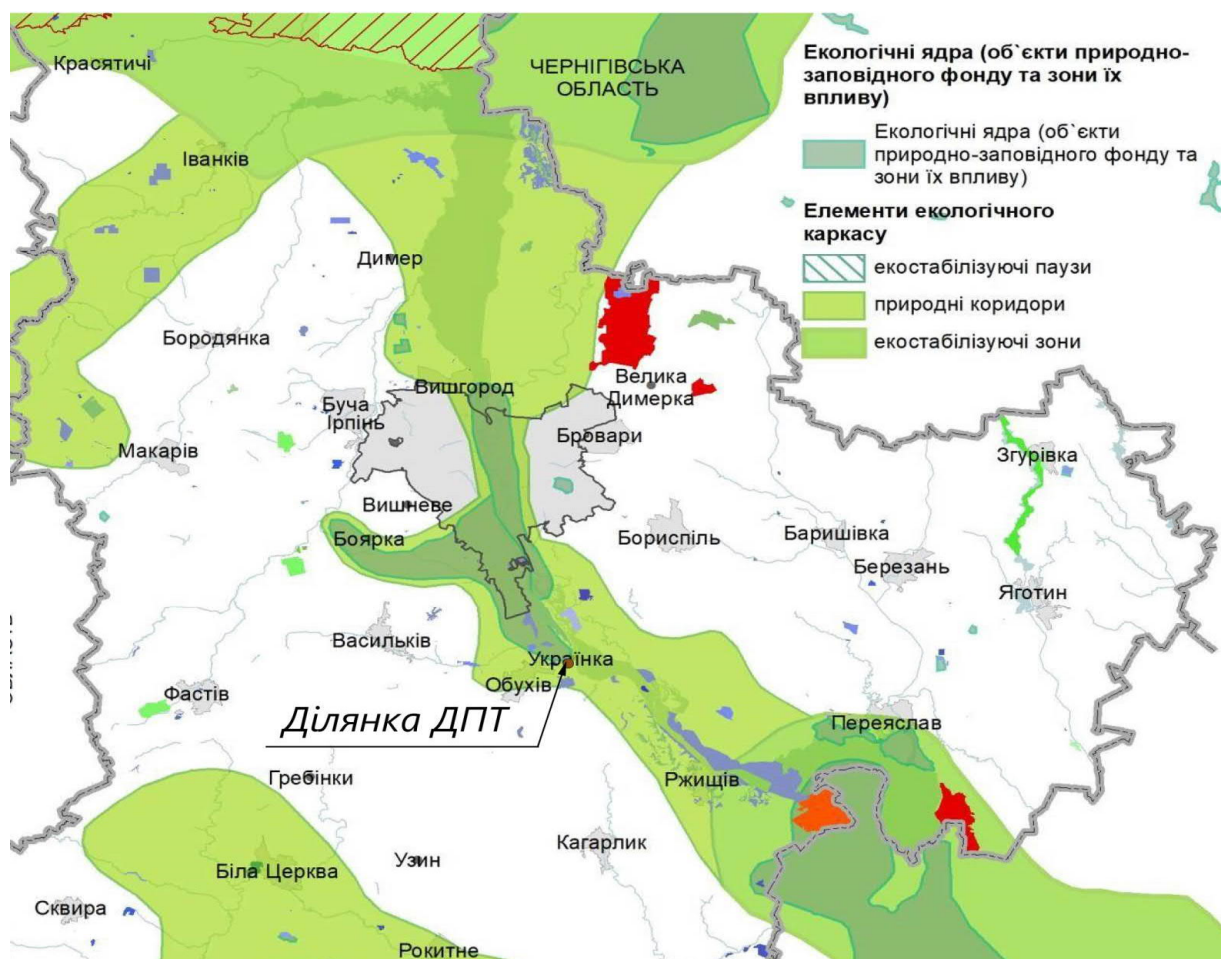 Красятичі
ЧЕРНІГІВСЬКА
ОБЛАСТЬ
Екологічні ядра (об`єкти природно-
заповідного фонду та зони їх
впливу)
Екологічні ядра (об`єкти
природно-заповідного фонду та
зони їх впливу)
Елементи екологічного
каркасу
екостабілізуючі паузи
природні коридори
екостабілізуючі зони
Іванків
Димер
Бородянка
Вишгород
Велика
Димерка
Буча
Ірпінь
Бровари
Макарів
Згурівка
Вишневе
Боярка
Бориспіль
Баришівка
Березань
Яготин
Васильків
Українка
Обухів
Фастів
Ділянка ДПТ
Переяслав
Гребінки
Ржищів
Кагарлик
Узин
Біла Церква
Сквира
Рокитне